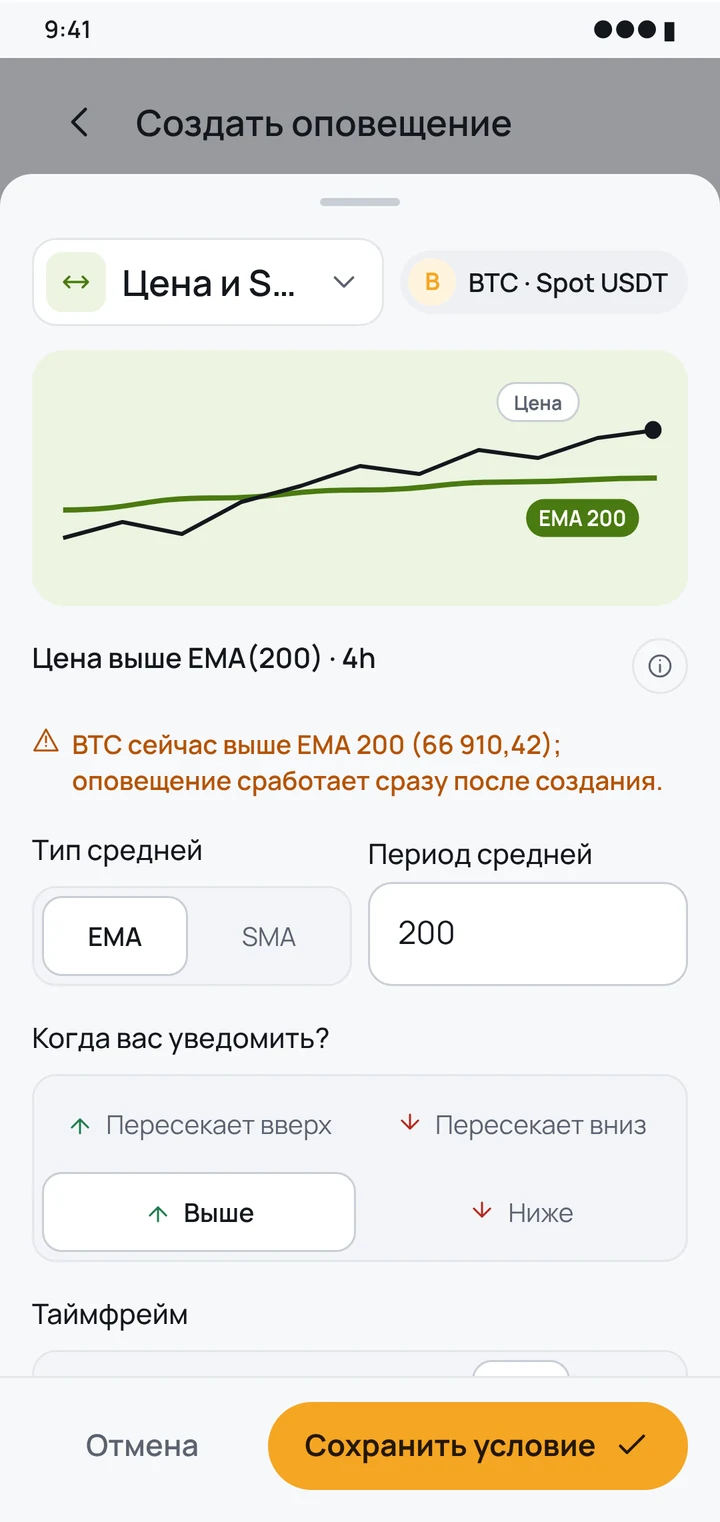 9:41
Создать оповещение
Цена и S...
B
BTC · Spot USDT
Цена
EMA 200
Цена выше EMA(200) · 4h
BTC сейчас выше EMA 200 (66 910,42);
оповещение сработает сразу после создания.
Тип средней
Период средней
EMA
SMA
200
Когда вас уведомить?
Пересекает вверх
Пересекает вниз
Выше
Ниже
Таймфрейм
Отмена
Сохранить условие